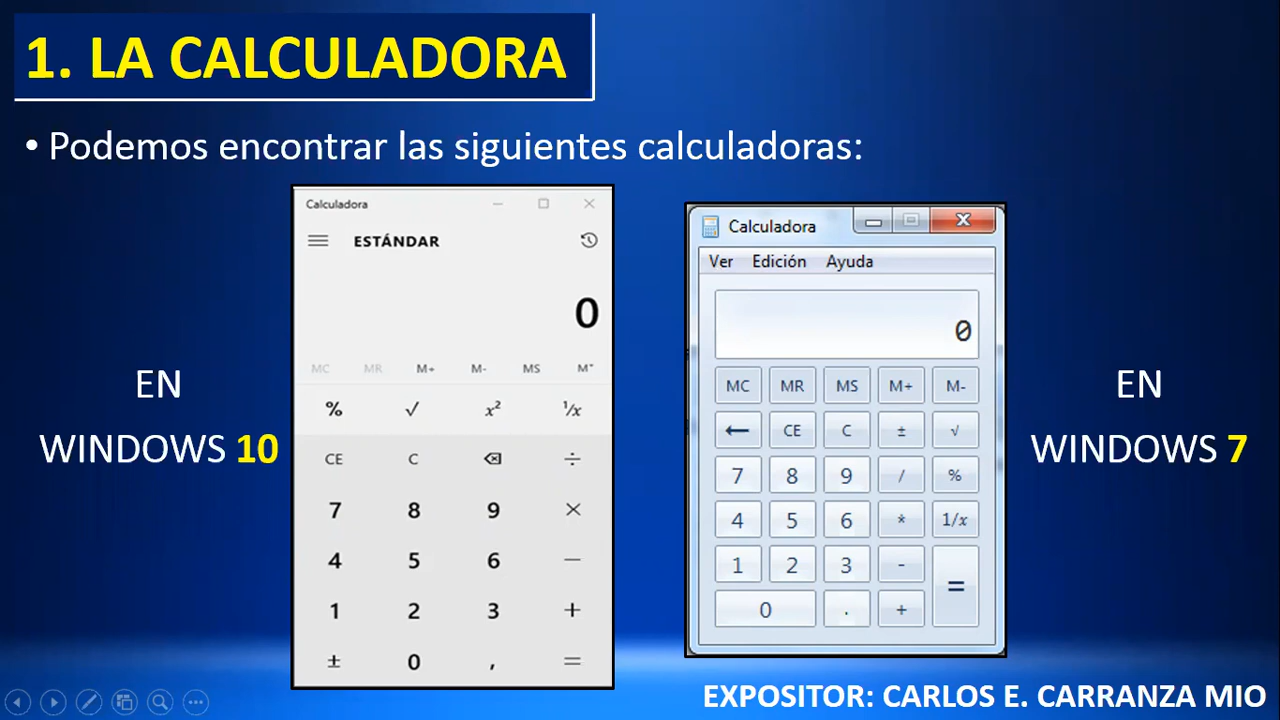 1. LA CALCULADORA
• Podemos encontrar las siguientes calculadoras:
EN
WINDOWS 10
Calculadora
ESTÁNDAR
0
MC MR M+ M- MS M˅
% √ x² ¹/x
CE C ⌫ ÷
7 8 9 ×
4 5 6 −
1 2 3 +
± 0 , =
Calculadora
Ver Edición Ayuda
0
MC MR MS M+ M-
← CE C ± √
7 8 9 / %
4 5 6 * 1/x
1 2 3 - =
0 . +
EN
WINDOWS 7
EXPOSITOR: CARLOS E. CARRANZA MIO